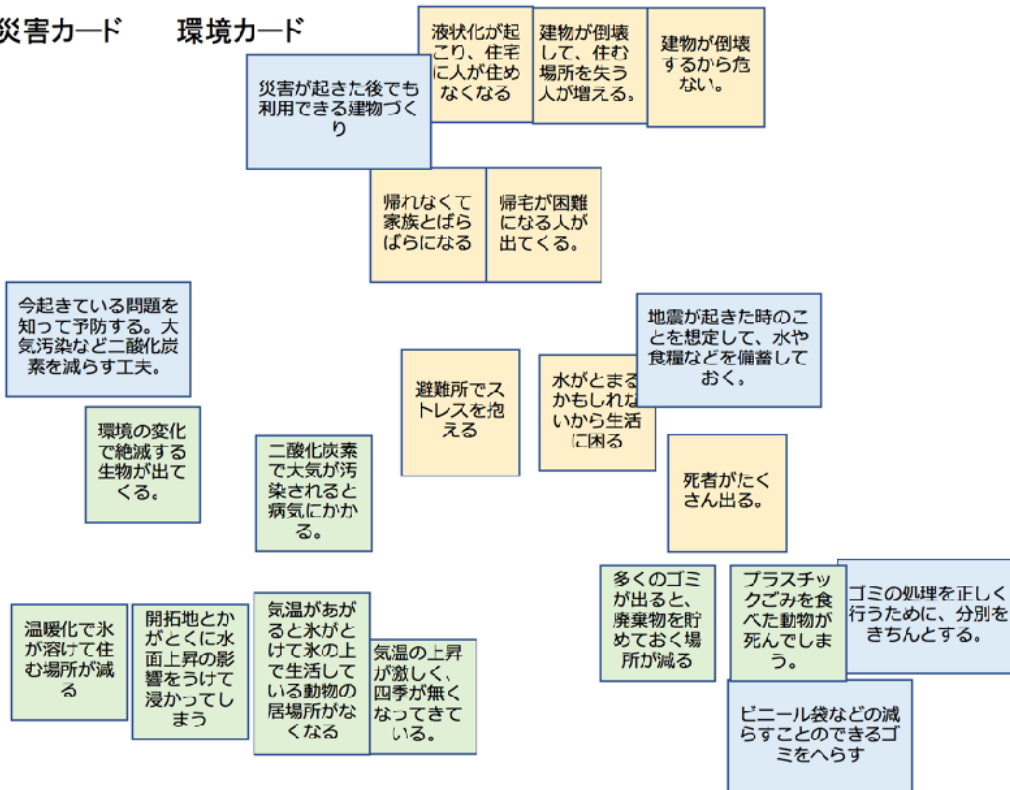 災害カード 環境カード
液状化が起
こり、住宅
に人が住め
なくなる
建物が倒壊
して、住む
場所を失う
人が増える。
建物が倒壊
するから危
ない。
災害が起きた後でも
利用できる建物づく
り
帰れなくて
家族とばら
ばらになる
帰宅が困難
になる人が
出てくる。
今起きている問題を
知って予防する。大
気汚染など二酸化炭
素を減らす工夫。
地震が起きた時のこ
とを想定して、水や
食糧などを備蓄して
おく。
避難所でス
トレスを抱
える
水がとまる
かもしれな
いから生活
に困る
環境の変化
で絶滅する
生物が出て
くる。
二酸化炭素
で大気が汚
染されると
病気にかか
る。
死者がたく
さん出る。
多くのゴミ
が出ると、
廃棄物を貯
めておく場
所が減る
プラスチッ
クごみを食
べた動物が
死んでしま
う。
ゴミの処理を正しく
行うために、分別を
きちんとする。
温暖化で氷
が溶けて住
む場所が減
る
開拓地とか
がとくに水
面上昇の影
響をうけて
浸かってし
まう
気温があが
ると氷がと
けて氷の上
で生活して
いる動物の
居場所がな
くなる
気温の上昇
が激しく、
四季が無く
なってきて
いる。
ビニール袋などの減
らすことのできるゴ
ミをへらす